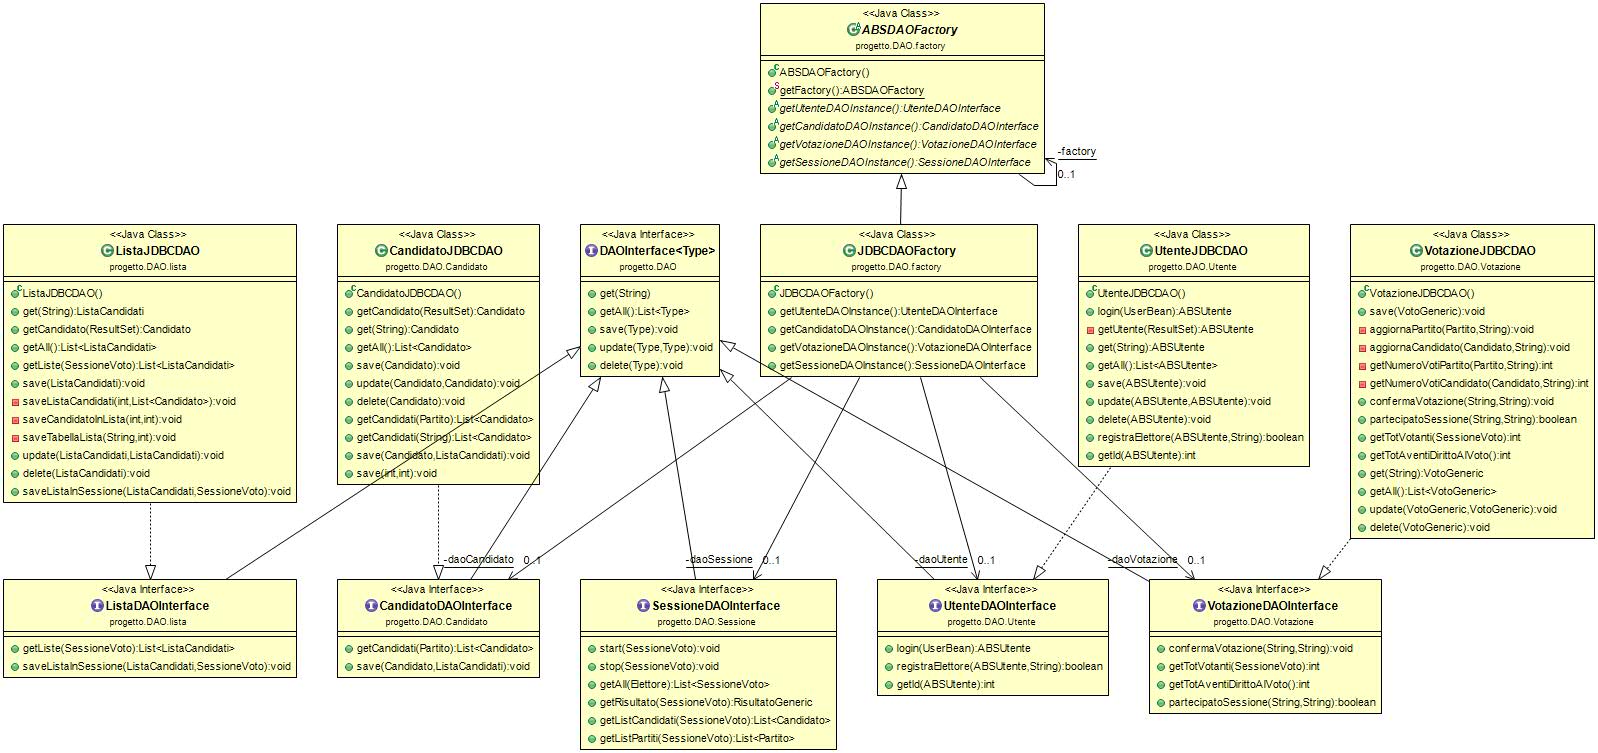 <<Java Class>>
ABSDAOFactory
progetto.DAO.factory
ABSDAOFactory()
getFactory():ABSDAOFactory
getUtenteDAOInstance():UtenteDAOInterface
getCandidatoDAOInstance():CandidatoDAOInterface
getVotazioneDAOInstance():VotazioneDAOInterface
getSessioneDAOInstance():SessioneDAOInterface
-factory
0..1
<<Java Class>>
ListaJDBCDAO
progetto.DAO.lista
ListaJDBCDAO()
get(String):ListaCandidati
getCandidato(ResultSet):Candidato
getAll():List<ListaCandidati>
getListe(SessioneVoto):List<ListaCandidati>
save(ListaCandidati):void
saveListaCandidati(int,List<Candidato>):void
saveCandidatoInLista(int,int):void
saveTabellaLista(String,int):void
update(ListaCandidati,ListaCandidati):void
delete(ListaCandidati):void
saveListaInSessione(ListaCandidati,SessioneVoto):void
<<Java Class>>
CandidatoJDBCDAO
progetto.DAO.Candidato
CandidatoJDBCDAO()
getCandidato(ResultSet):Candidato
get(String):Candidato
getAll():List<Candidato>
save(Candidato):void
update(Candidato,Candidato):void
delete(Candidato):void
getCandidati(Partito):List<Candidato>
getCandidati(String):List<Candidato>
save(Candidato,ListaCandidati):void
save(int,int):void
<<Java Interface>>
DAOInterface<Type>
progetto.DAO
get(String)
getAll():List<Type>
save(Type):void
update(Type,Type):void
delete(Type):void
<<Java Class>>
JDBCDAOFactory
progetto.DAO.factory
JDBCDAOFactory()
getUtenteDAOInstance():UtenteDAOInterface
getCandidatoDAOInstance():CandidatoDAOInterface
getVotazioneDAOInstance():VotazioneDAOInterface
getSessioneDAOInstance():SessioneDAOInterface
<<Java Class>>
UtenteJDBCDAO
progetto.DAO.Utente
UtenteJDBCDAO()
login(UserBean):ABSUtente
getUtente(ResultSet):ABSUtente
get(String):ABSUtente
getAll():List<ABSUtente>
save(ABSUtente):void
update(ABSUtente,ABSUtente):void
delete(ABSUtente):void
registraElettore(ABSUtente,String):boolean
getId(ABSUtente):int
<<Java Class>>
VotazioneJDBCDAO
progetto.DAO.Votazione
VotazioneJDBCDAO()
save(VotoGeneric):void
aggiornaPartito(Partito,String):void
aggiornaCandidato(Candidato,String):void
getNumeroVotiPartito(Partito,String):int
getNumeroVotiCandidato(Candidato,String):int
confermaVotazione(String,String):void
partecipatoSessione(String,String):boolean
getTotVotanti(SessioneVoto):int
getTotAventiDirittoAlVoto():int
get(String):VotoGeneric
getAll():List<VotoGeneric>
update(VotoGeneric,VotoGeneric):void
delete(VotoGeneric):void
-daoCandidato 0..1
-daoSessione 0..1
-daoUtente 0..1
-daoVotazione 0..1
<<Java Interface>>
ListaDAOInterface
progetto.DAO.lista
getListe(SessioneVoto):List<ListaCandidati>
saveListaInSessione(ListaCandidati,SessioneVoto):void
<<Java Interface>>
CandidatoDAOInterface
progetto.DAO.Candidato
getCandidati(Partito):List<Candidato>
save(Candidato,ListaCandidati):void
<<Java Interface>>
SessioneDAOInterface
progetto.DAO.Sessione
start(SessioneVoto):void
stop(SessioneVoto):void
getAll(Elettore):List<SessioneVoto>
getRisultato(SessioneVoto):RisultatoGeneric
getListCandidati(SessioneVoto):List<Candidato>
getListPartiti(SessioneVoto):List<Partito>
<<Java Interface>>
UtenteDAOInterface
progetto.DAO.Utente
login(UserBean):ABSUtente
registraElettore(ABSUtente,String):boolean
getId(ABSUtente):int
<<Java Interface>>
VotazioneDAOInterface
progetto.DAO.Votazione
confermaVotazione(String,String):void
getTotVotanti(SessioneVoto):int
getTotAventiDirittoAlVoto():int
partecipatoSessione(String,String):boolean